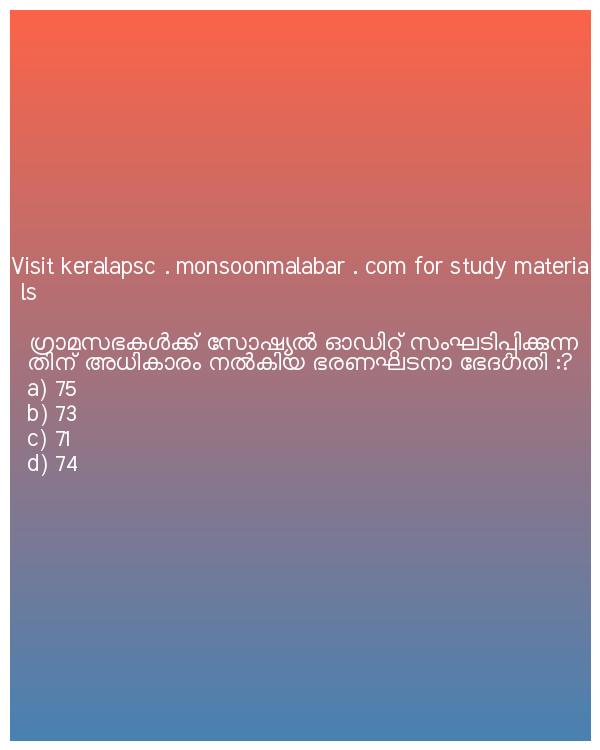 Visit keralapsc . monsoonmalabar . com for study materia
ls
ഗ്രാമസഭകൾക്ക് സോഷ്യൽ ഓഡിറ്റ് സംഘടിപ്പിക്കുന്ന
തിന് അധികാരം നൽകിയ ഭരണഘടനാ ഭേദഗതി :?
a) 75
b) 73
c) 71
d) 74